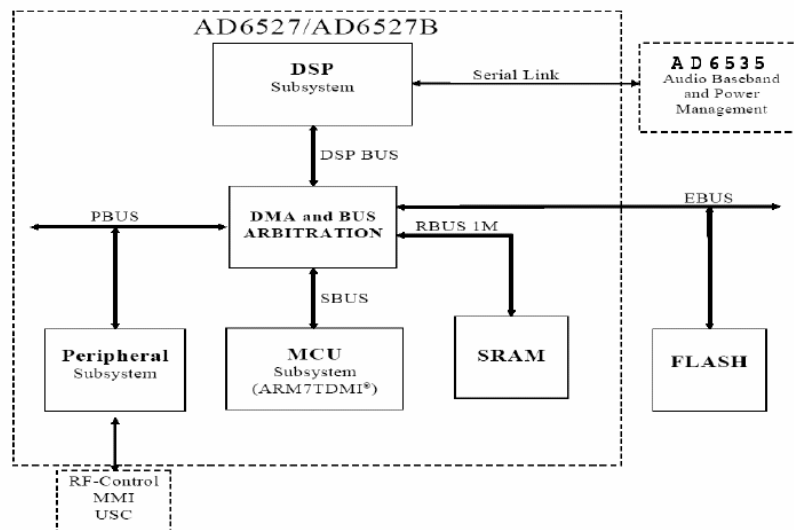 AD6527/AD6527B
DSP
Subsystem
Serial Link
AD6535
Audio Baseband
and Power
Management
DSP BUS
PBUS
DMA and BUS
ARBITRATION
EBUS
RBUS 1M
SBUS
Peripheral
Subsystem
MCU
Subsystem
(ARM7TDMI®)
SRAM
FLASH
RF-Control
MMI
USC